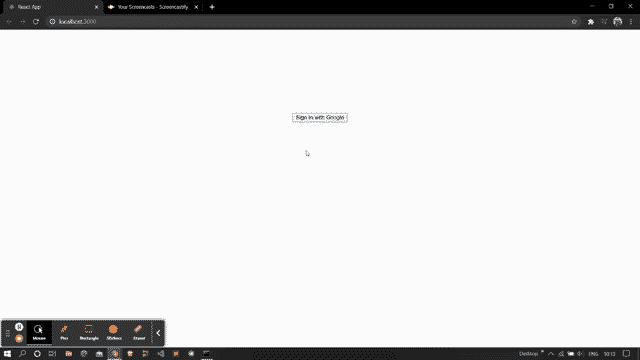 React App
Your Screencasts - Screencastify
localhost:3000
Sign in with Google
Mouse Pen Rectangle Stickers Eraser
Desktop
ENG
10:13